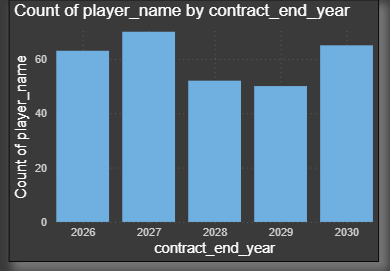 Count of player_name by contract_end_year
Count of player_name
60
40
20
0
2026 2027 2028 2029 2030
contract_end_year